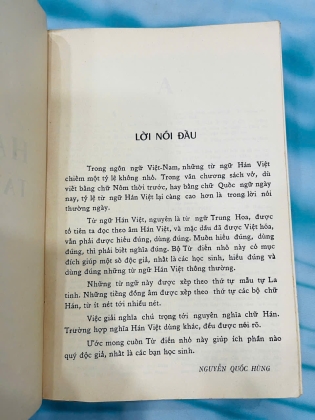 LỜI NÓI ĐẦU
Trong ngôn ngữ Việt-Nam, những từ ngữ Hán Việt
chiếm một tỷ lệ không nhỏ. Trong văn chương sách vở, dù
viết bằng chữ Nôm thời trước, hay bằng chữ Quốc ngữ ngày
nay, tỷ lệ từ ngữ Hán Việt lại càng cao hơn là trong lời nói
thường ngày.
Từ ngữ Hán Việt, nguyên là từ ngữ Trung Hoa, được
tổ tiên ta đọc theo âm Hán Việt, và mặc dầu đã được Việt hóa,
vẫn phải được hiểu đúng, dùng đúng. Muốn hiểu đúng, dùng
đúng, thì phải biết nghĩa đúng. Bộ Từ điển nhỏ này có mục
đích giúp một số độc giả, nhất là các học sinh, hiểu đúng và
dùng đúng những từ ngữ Hán Việt thông thường.
Những từ ngữ này được xếp theo thứ tự mẫu tự La
tinh. Những tiếng đồng âm được xếp theo thứ tự các bộ chữ
Hán, từ ít nét tới nhiều nét.
Việc giải nghĩa chú trọng tới nguyên nghĩa chữ Hán.
Trường hợp nghĩa Hán Việt dùng khác, đều được nói rõ.
Ước mong cuốn Từ điển nhỏ này giúp ích phần nào
quý độc giả, nhất là các bạn học sinh.
NGUYỄN QUỐC HÙNG